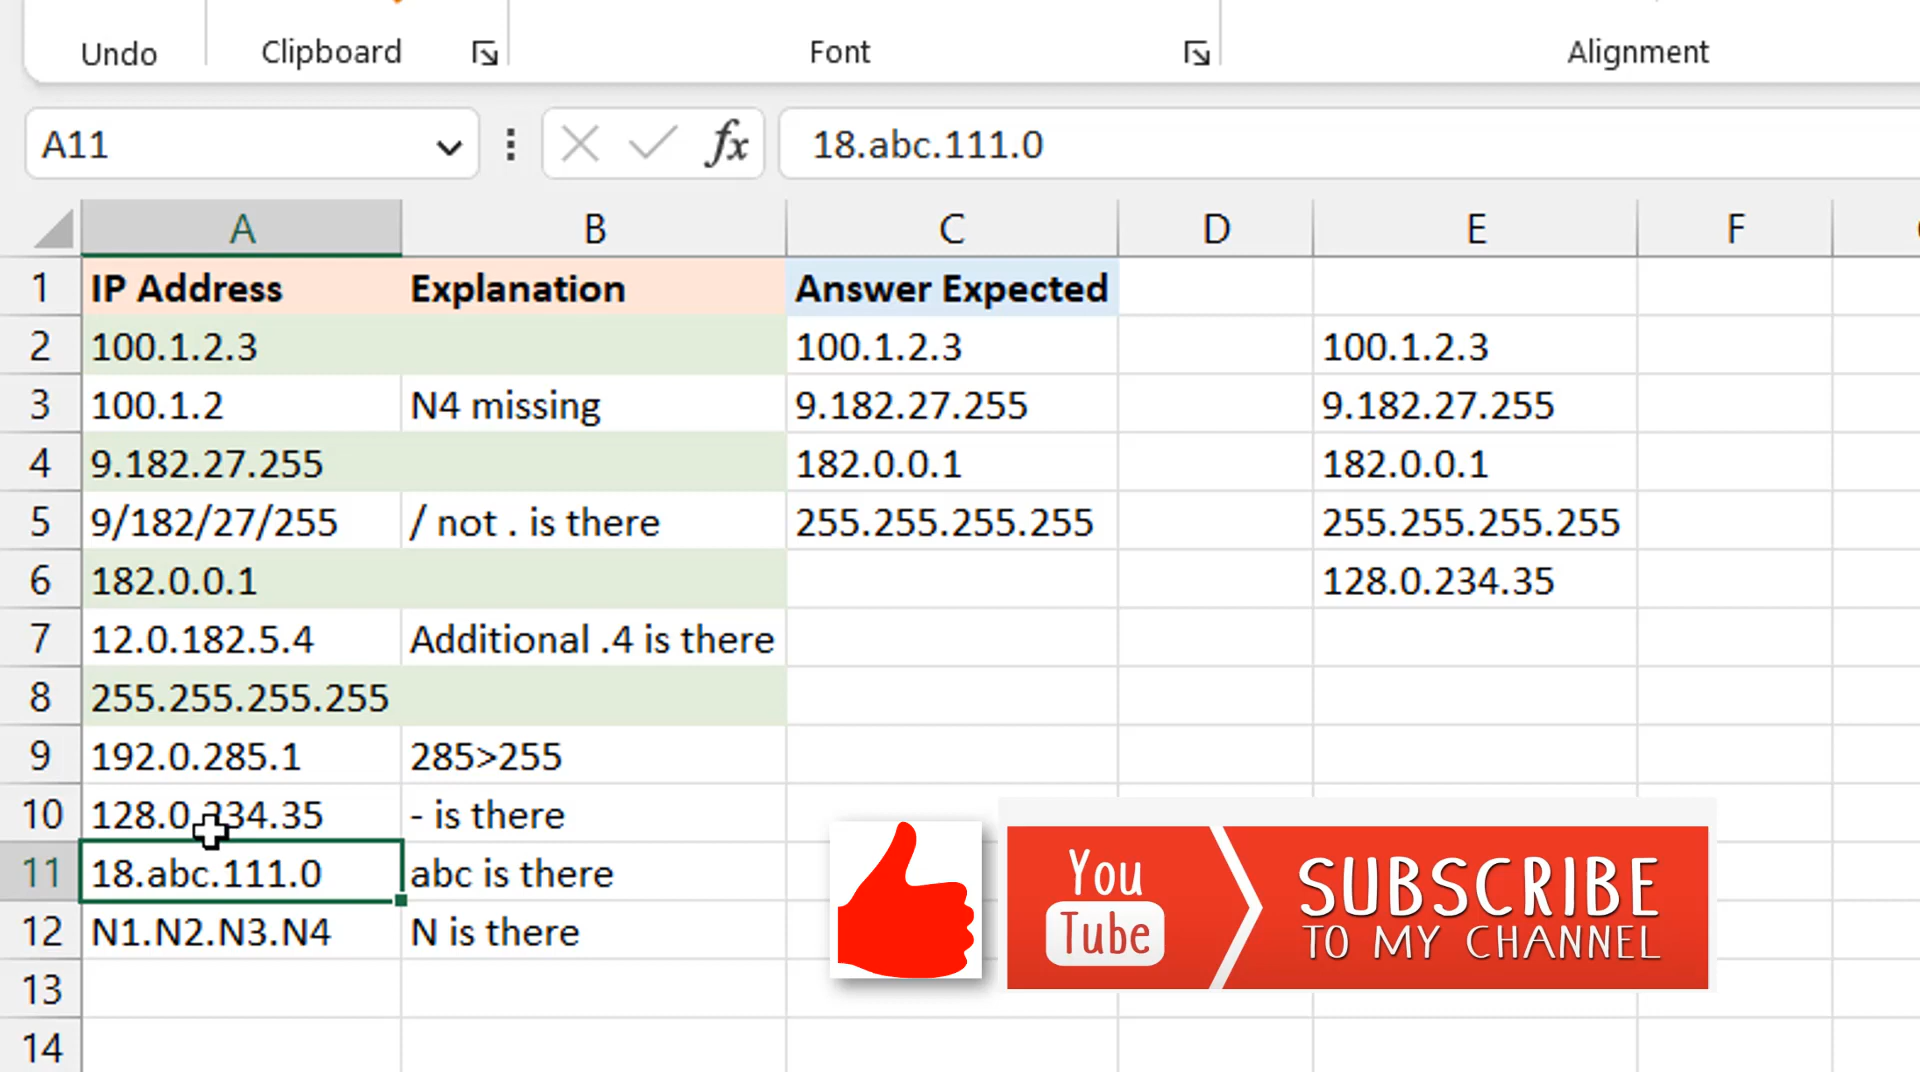 Undo Clipboard Font Alignment
A11 fx 18.abc.111.0
A B C D E F
1 IP Address Explanation Answer Expected
2 100.1.2.3 100.1.2.3 100.1.2.3
3 100.1.2 N4 missing 9.182.27.255 9.182.27.255
4 9.182.27.255 182.0.0.1 182.0.0.1
5 9/182/27/255 / not . is there 255.255.255.255 255.255.255.255
6 182.0.0.1 128.0.234.35
7 12.0.182.5.4 Additional .4 is there
8 255.255.255.255
9 192.0.285.1 285>255
10 128.0.234.35 - is there
11 18.abc.111.0 abc is there
12 N1.N2.N3.N4 N is there
13
14
You
Tube
SUBSCRIBE
TO MY CHANNEL